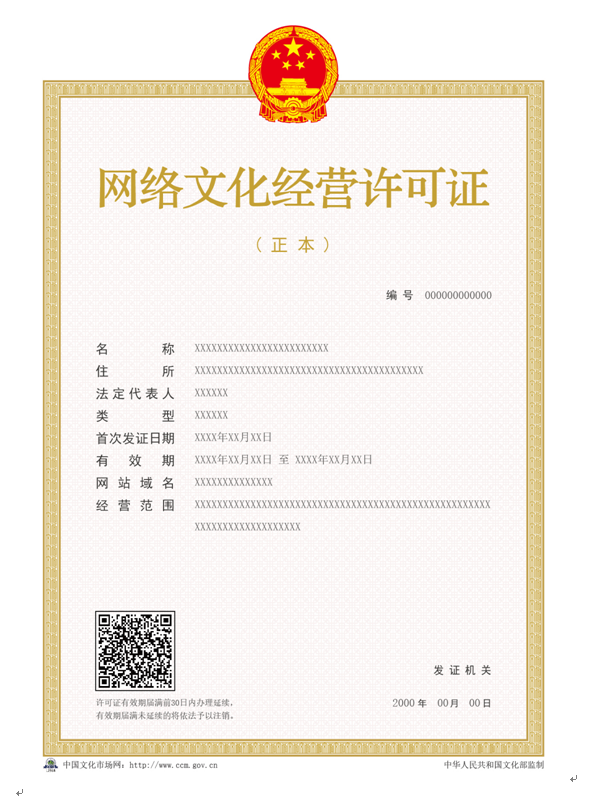 网络文化经营许可证
（正本）
编号 000000000000
名称 XXXXXXXXXXXXXXXXXXXXXXXX
住所 XXXXXXXXXXXXXXXXXXXXXXXXXXXXXXXXXXXXXXXXX
法定代表人 XXXXXX
类型 XXXXXX
首次发证日期 XXXX年XX月XX日
有效期 XXXX年XX月XX日 至 XXXX年XX月XX日
网站域名 XXXXXXXXXXXXXX
经营范围 XXXXXXXXXXXXXXXXXXXXXXXXXXXXXXXXXXXXXXXXXXXXXXXXXXXXX
XXXXXXXXXXXXXXXXXXX
发证机关
许可证有效期届满前30日内办理延续，
2000 年 00月 00日
有效期届满未延续的将依法予以注销。
中国文化市场网：http://www.ccm.gov.cn 中华人民共和国文化部监制